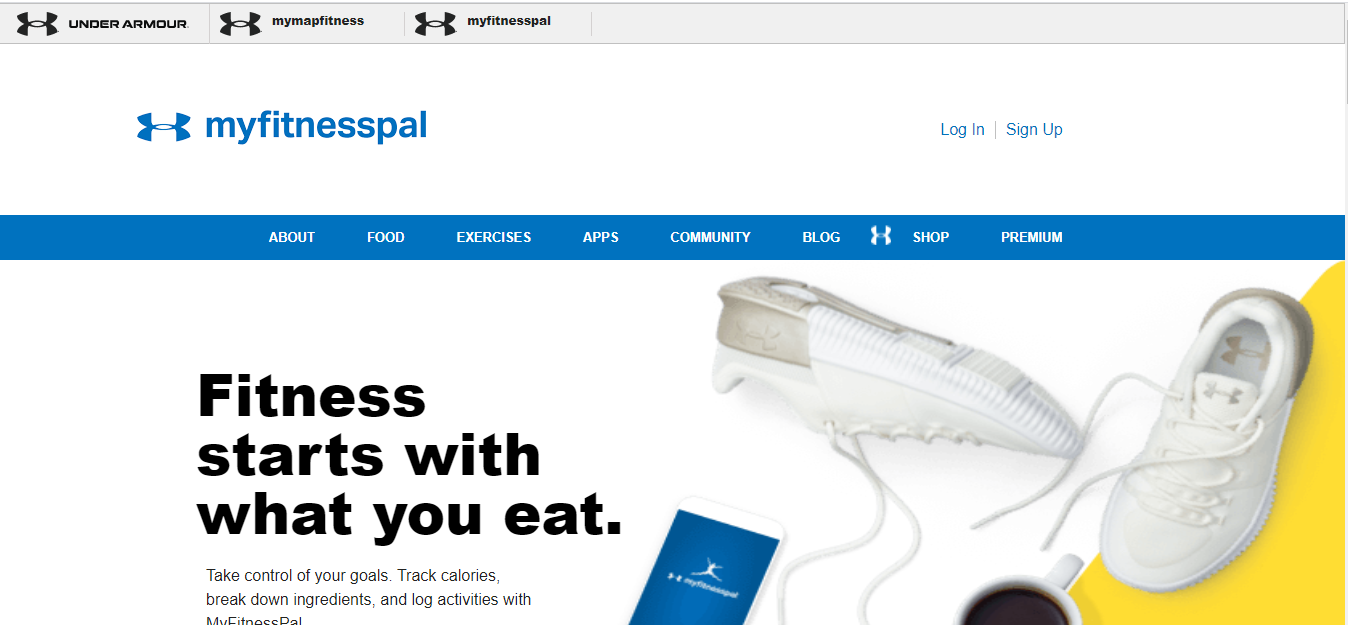 UNDER ARMOUR
mymapfitness
myfitnesspal
myfitnesspal
Log In
Sign Up
ABOUT
FOOD
EXERCISES
APPS
COMMUNITY
BLOG
SHOP
PREMIUM
Fitness
starts with
what you eat.
Take control of your goals. Track calories,
break down ingredients, and log activities with
MyFitnessPal
myfitnesspal